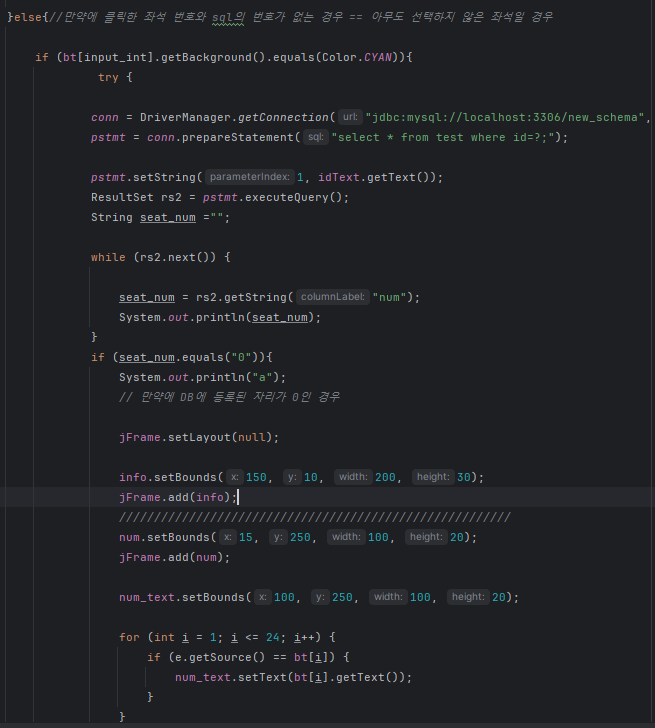 }else{//만약에 클릭한 좌석 번호와 sql의 번호가 없는 경우 == 아무도 선택하지 않은 좌석일 경우
if (bt[input_int].getBackground().equals(Color.CYAN)){
try {
conn = DriverManager.getConnection( url: "jdbc:mysql://localhost:3306/new_schema",
pstmt = conn.prepareStatement( sql: "select * from test where id=?;");
pstmt.setString( parameterIndex: 1, idText.getText());
ResultSet rs2 = pstmt.executeQuery();
String seat_num ="";
while (rs2.next()) {
seat_num = rs2.getString( columnLabel: "num");
System.out.println(seat_num);
}
if (seat_num.equals("0")){
System.out.println("a");
// 만약에 DB에 등록된 자리가 0인 경우
jFrame.setLayout(null);
info.setBounds( x: 150, y: 10, width: 200, height: 30);
jFrame.add(info);
////////////////////////////////////////////////////////
num.setBounds( x: 15, y: 250, width: 100, height: 20);
jFrame.add(num);
num_text.setBounds( x: 100, y: 250, width: 100, height: 20);
for (int i = 1; i <= 24; i++) {
if (e.getSource() == bt[i]) {
num_text.setText(bt[i].getText());
}
}